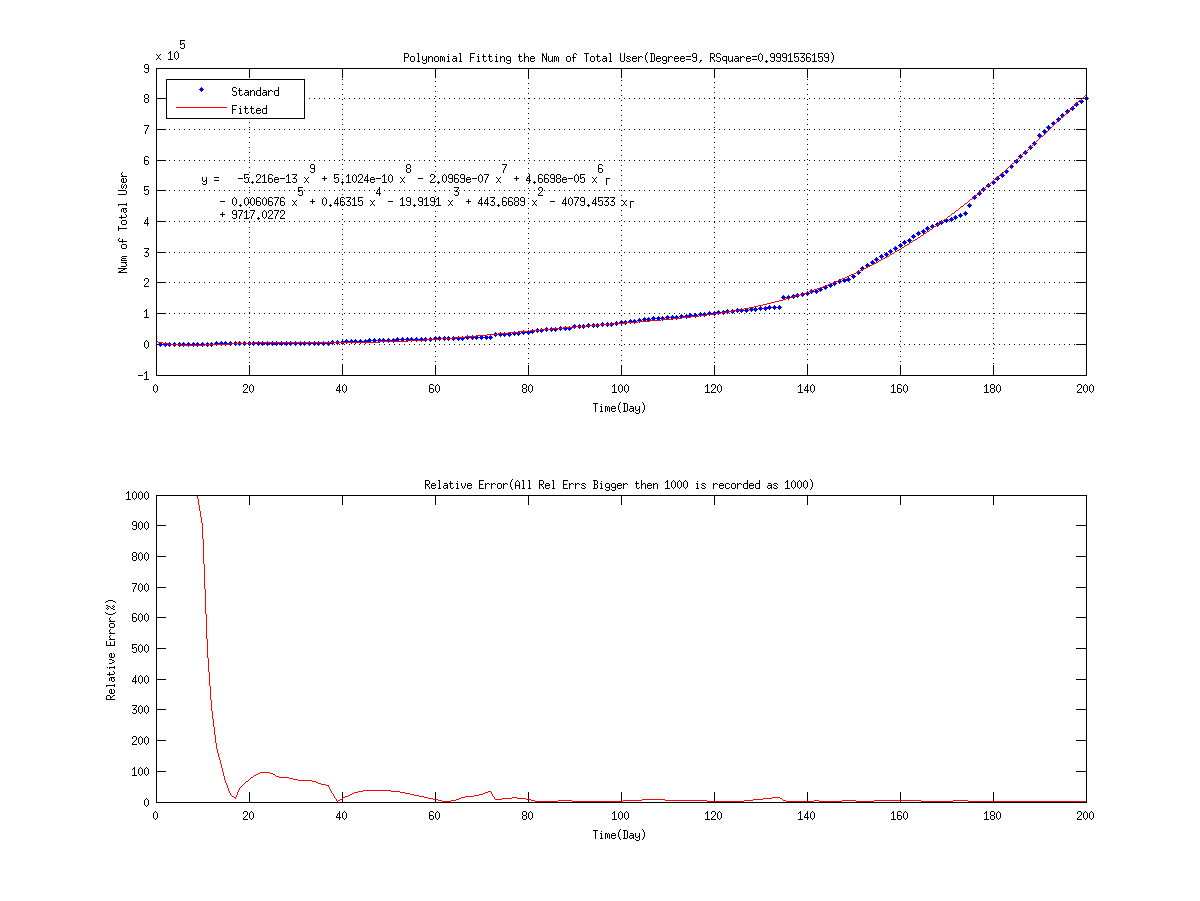 x 10 5
Polynomial Fitting the Num of Total User(Degree=9, RSquare=0.9991536159)
9
8
7
6
5
4
3
2
1
0
-1
Num of Total User
Standard
Fitted
9 8 7 6
y = -5.216e-13 x + 5.1024e-10 x - 2.0969e-07 x + 4.6698e-05 x
5 4 3 2
- 0.0060676 x + 0.46315 x - 19.9191 x + 443.6689 x - 4079.4533 x
+ 9717.0272
0 20 40 60 80 100 120 140 160 180 200
Time(Day)
Relative Error(All Rel Errs Bigger then 1000 is recorded as 1000)
1000
900
800
700
600
500
400
300
200
100
0
Relative Error(%)
0 20 40 60 80 100 120 140 160 180 200
Time(Day)